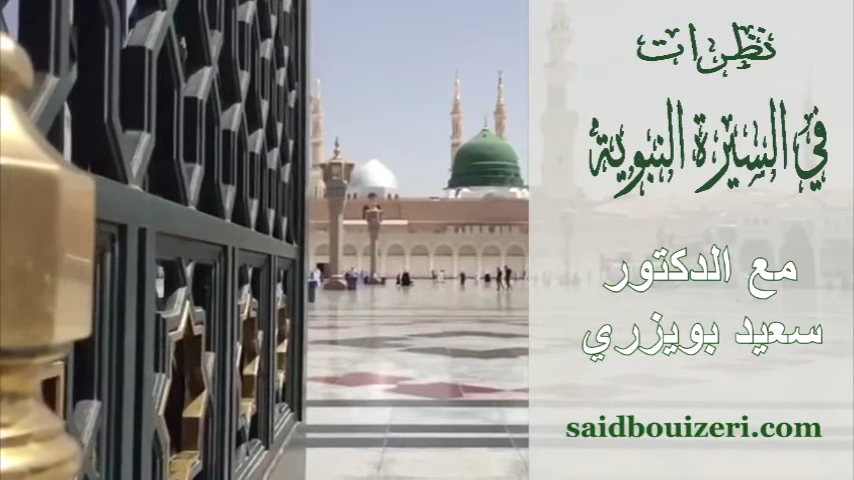 نظرات
في السيرة النبوية
مع الدكتور
سعيد بويزري
saidbouizeri.com